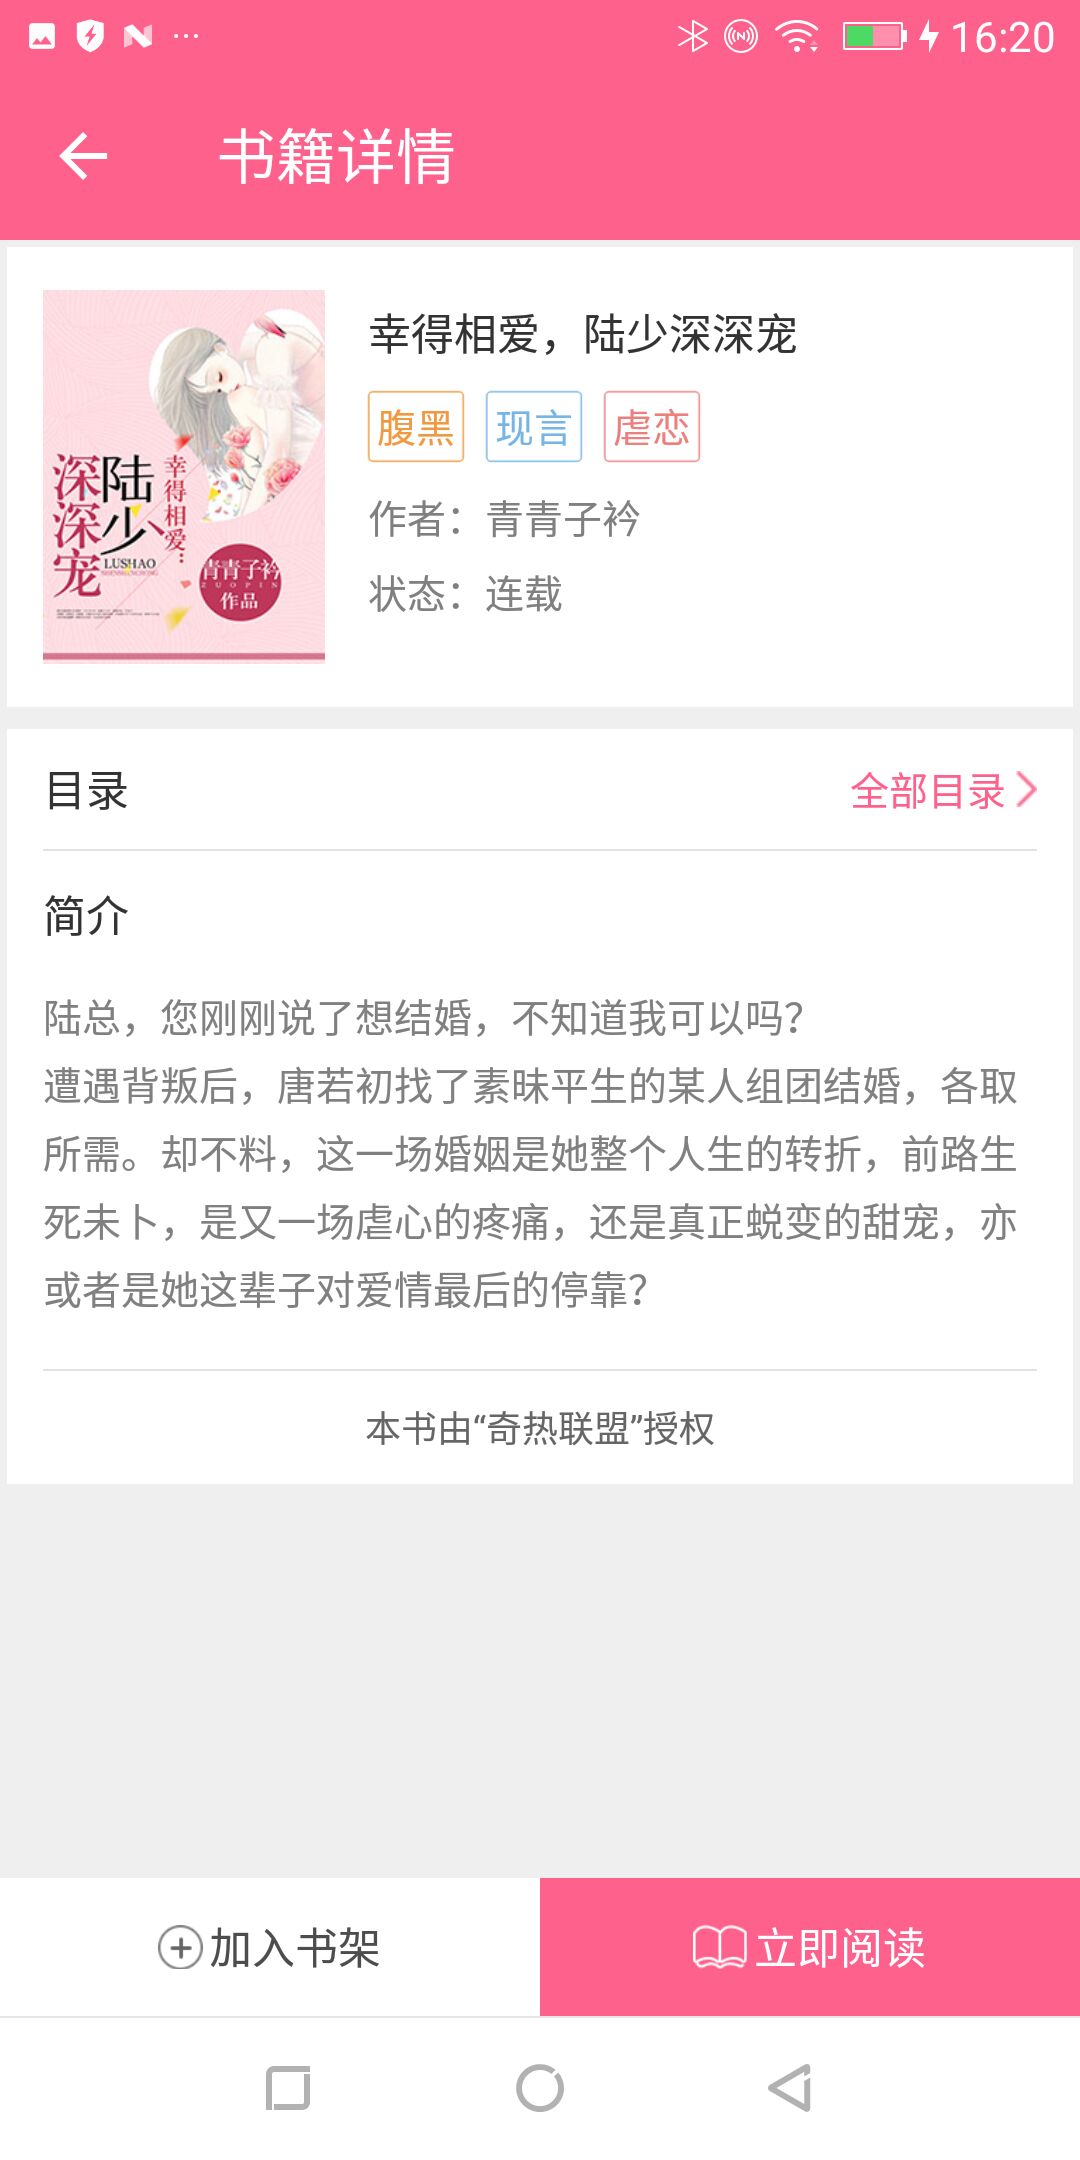 16:20
书籍详情
深深宠
陆少
幸得相爱：
LUSHAO
青青子衿
ZUOPIN
作品
幸得相爱，陆少深深宠
腹黑 现言 虐恋
作者：青青子衿
状态：连载
目录
全部目录
简介
陆总，您刚刚说了想结婚，不知道我可以吗？
遭遇背叛后，唐若初找了素昧平生的某人组团结婚，各取
所需。却不料，这一场婚姻是她整个人生的转折，前路生
死未卜，是又一场虐心的疼痛，还是真正蜕变的甜宠，亦
或者是她这辈子对爱情最后的停靠？
本书由“奇热联盟”授权
加入书架
立即阅读